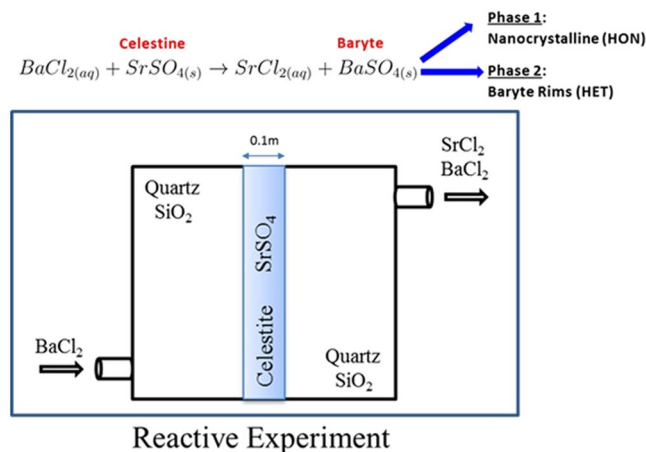 Celestine
Baryte
BaCl2(aq) + SrSO4(s) → SrCl2(aq) + BaSO4(s)
Phase 1:
Nanocrystalline (HON)
Phase 2:
Baryte Rims (HET)
0.1m
Quartz
SiO2
Celestite SrSO4
SrCl2
BaCl2
BaCl2
Quartz
SiO2
Reactive Experiment